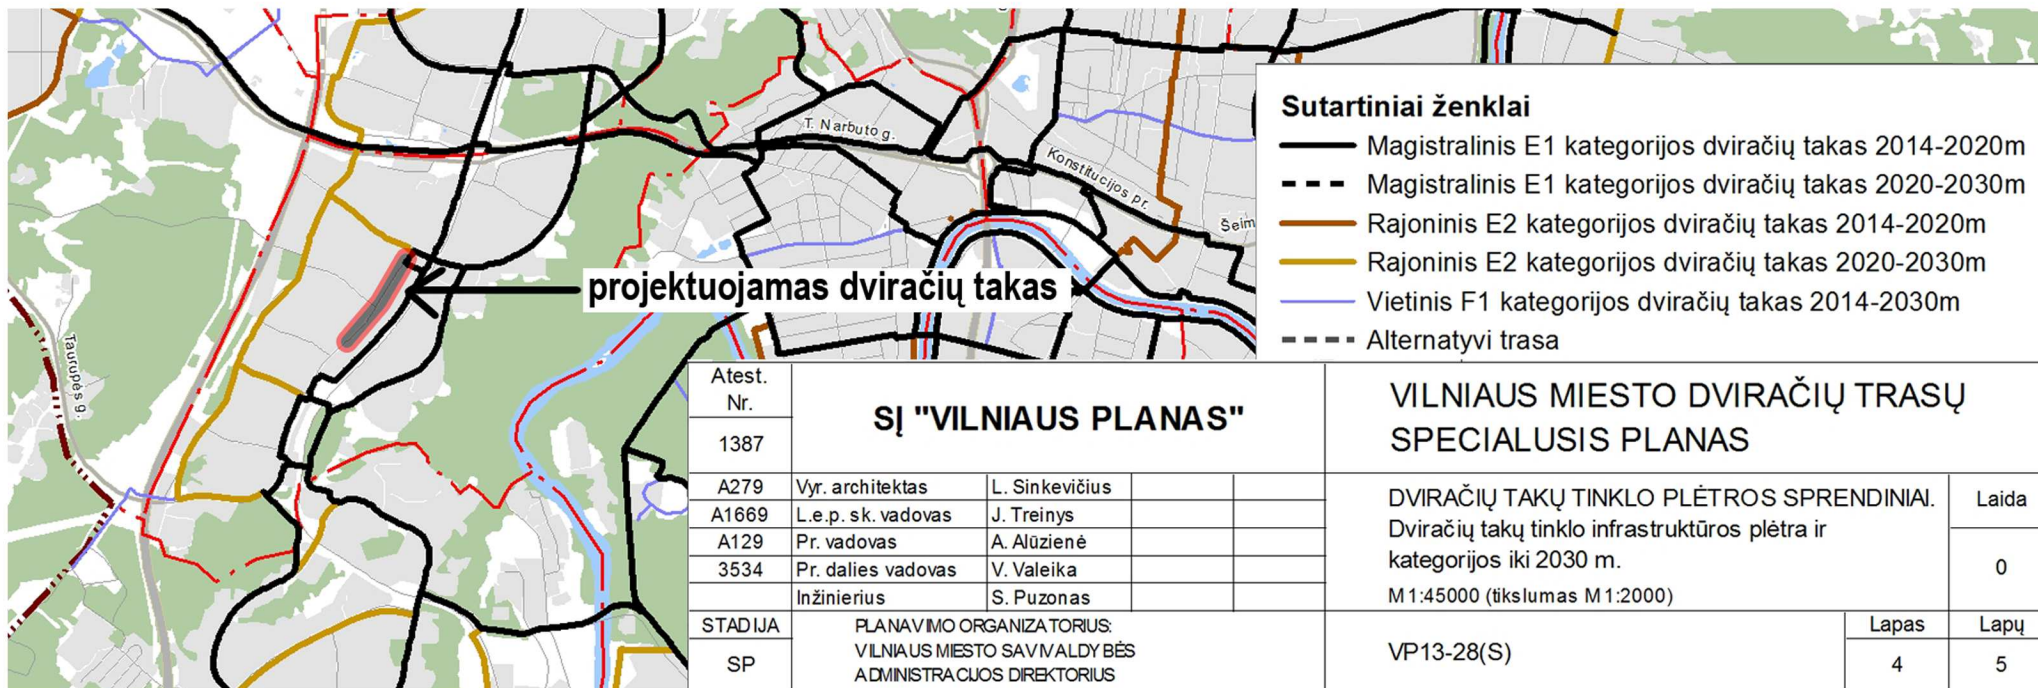 T. Narbuto g.
Konstitucijos pr.
Šeim
Taurupės g.
projektuojamas dviračių takas
Sutartiniai ženklai
Magistralinis E1 kategorijos dviračių takas 2014-2020m
Magistralinis E1 kategorijos dviračių takas 2020-2030m
Rajoninis E2 kategorijos dviračių takas 2014-2020m
Rajoninis E2 kategorijos dviračių takas 2020-2030m
Vietinis F1 kategorijos dviračių takas 2014-2030m
Alternatyvi trasa
Atest.
Nr.
1387
SĮ "VILNIAUS PLANAS"
VILNIAUS MIESTO DVIRAČIŲ TRASŲ
SPECIALUSIS PLANAS
A279 Vyr. architektas L. Sinkevičius
A1669 L.e.p. sk. vadovas J. Treinys
A129 Pr. vadovas A. Alūzienė
3534 Pr. dalies vadovas V. Valeika
Inžinierius S. Puzonas
DVIRAČIŲ TAKŲ TINKLO PLĖTROS SPRENDINIAI.
Dviračių takų tinklo infrastruktūros plėtra ir
kategorijos iki 2030 m.
M1:45000 (tikslumas M1:2000)
Laida
0
STADIJA
SP
PLANAVIMO ORGANIZATORIUS:
VILNIAUS MIESTO SAVIVALDYBĖS
ADMINISTRACIJOS DIREKTORIUS
VP13-28(S)
Lapas Lapų
4 5